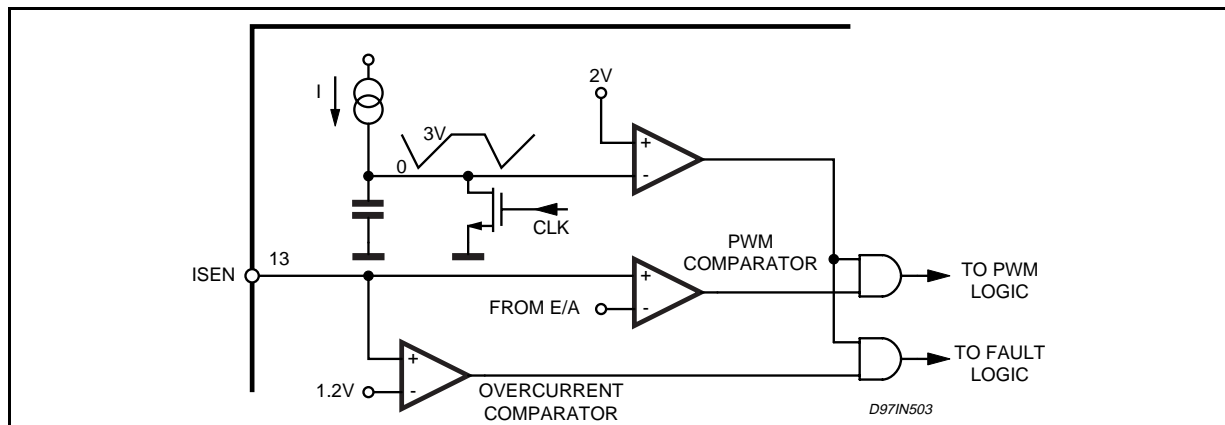 2V
I
3V
0
CLK
13
ISEN
PWM
COMPARATOR
TO PWM
LOGIC
FROM E/A
TO FAULT
LOGIC
1.2V
OVERCURRENT
COMPARATOR
D97IN503
+
-
+
-
+
-